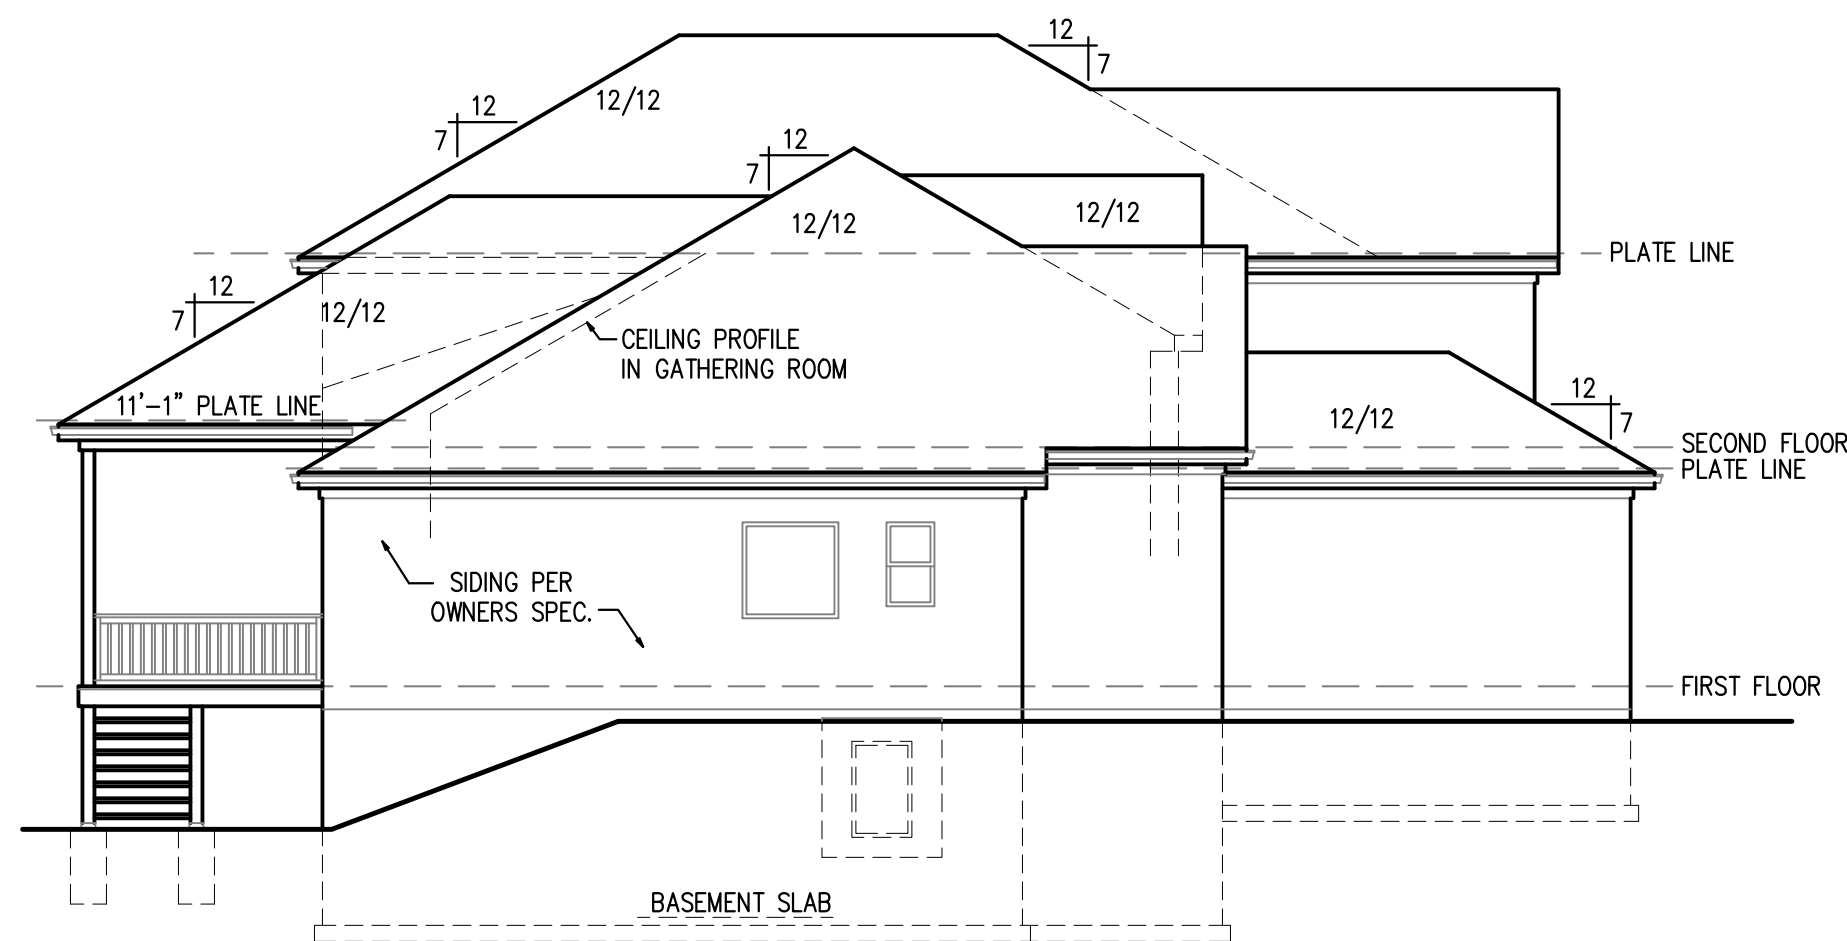 12
7
12/12
12
7
12
7
12/12
12/12
PLATE LINE
12
7
12/12
CEILING PROFILE
IN GATHERING ROOM
11'-1" PLATE LINE
12
7
12/12
SECOND FLOOR
PLATE LINE
SIDING PER
OWNERS SPEC.
FIRST FLOOR
BASEMENT SLAB